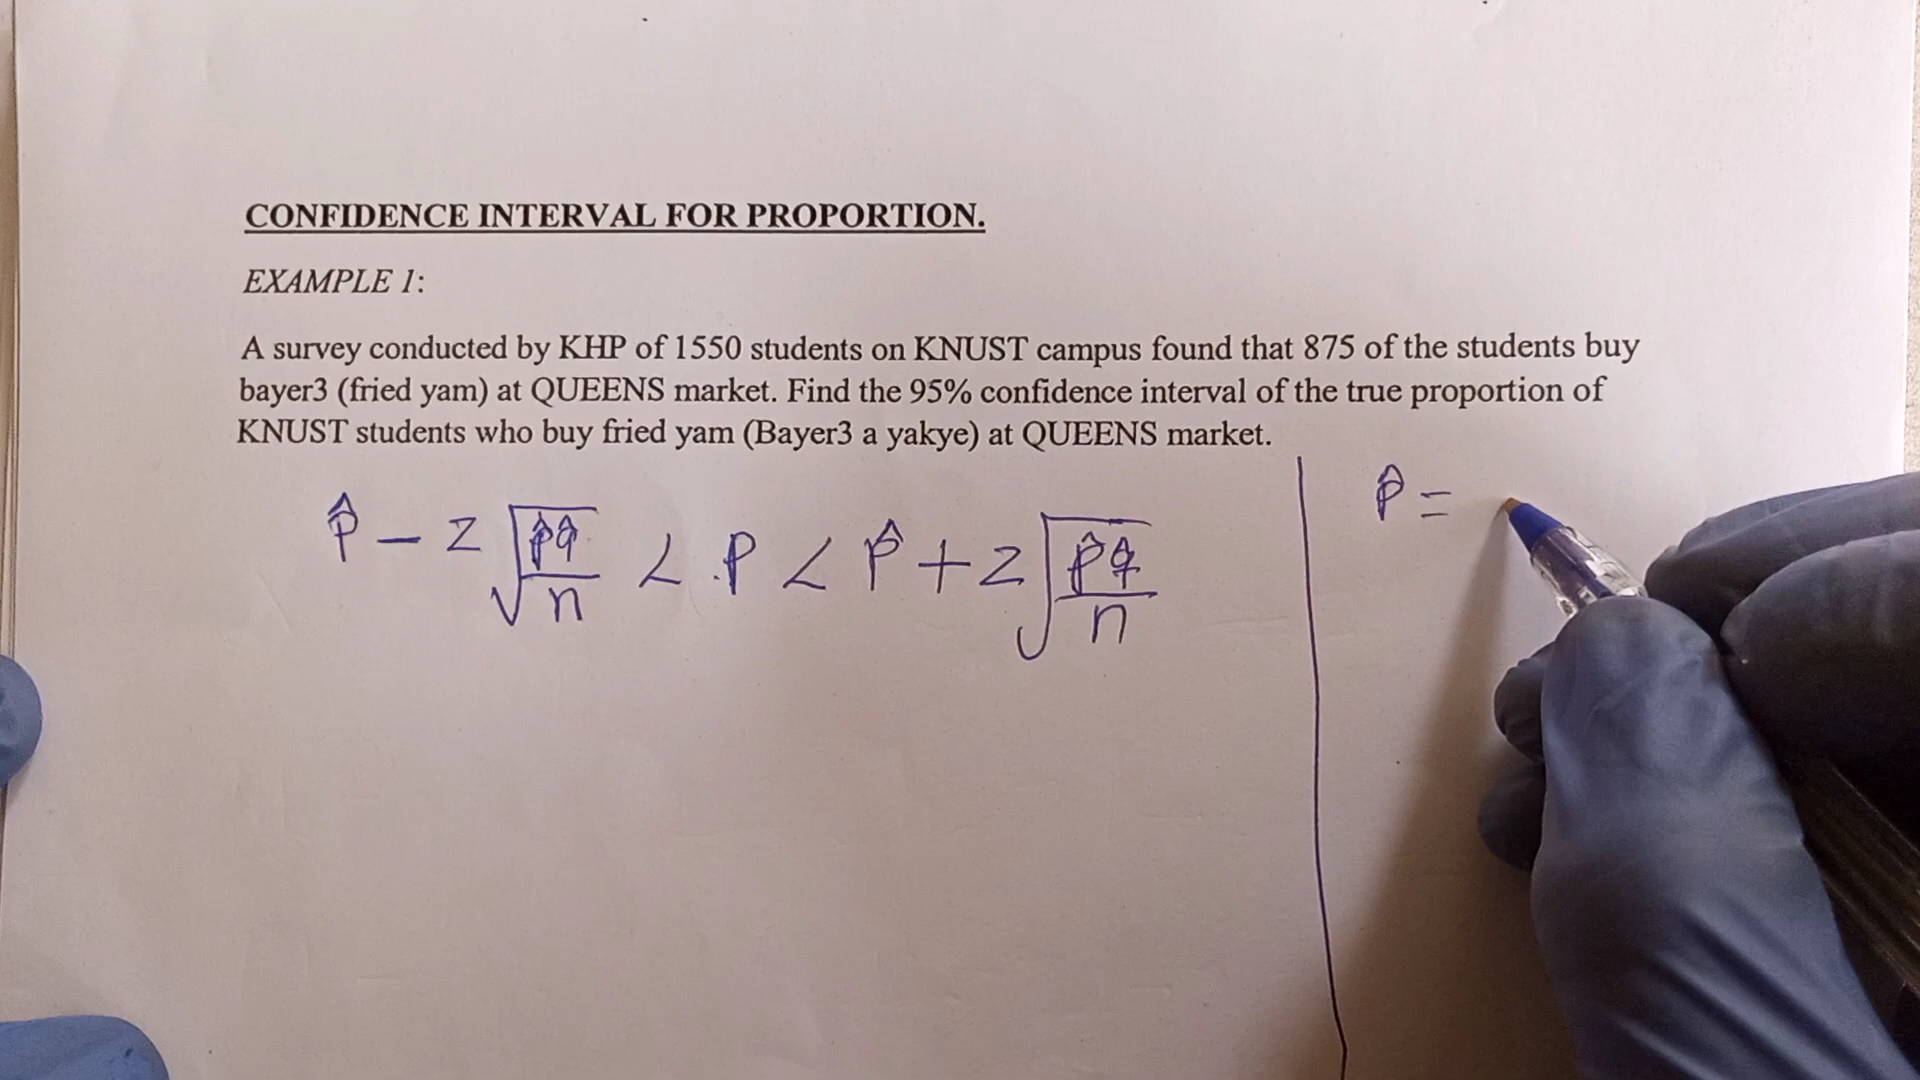 CONFIDENCE INTERVAL FOR PROPORTION.
EXAMPLE 1:
A survey conducted by KHP of 1550 students on KNUST campus found that 875 of the students buy
bayer3 (fried yam) at QUEENS market. Find the 95% confidence interval of the true proportion of
KNUST students who buy fried yam (Bayer3 a yakye) at QUEENS market.
p̂ - z √(p̂q̂/n) < p < p̂ + z √(p̂q̂/n)
p̂ =